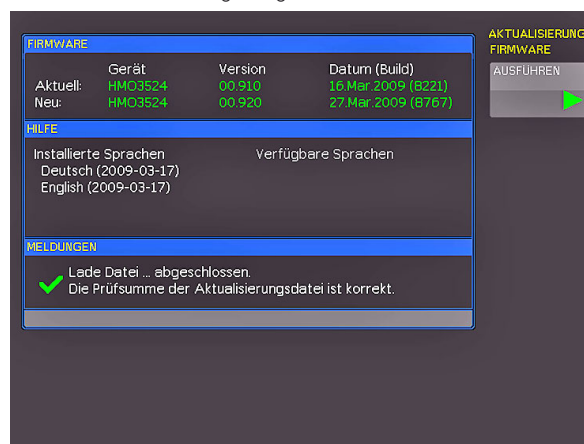 AKTUALISIERUNG
FIRMWARE
AUSFÜHREN
FIRMWARE
Gerät Version Datum (Build)
Aktuell: HMO3524 00.910 16.Mar.2009 (8221)
Neu: HMO3524 00.920 27.Mar.2009 (8767)
HILFE
Installierte Sprachen Verfügbare Sprachen
Deutsch (2009-03-17)
English (2009-03-17)
MELDUNGEN
Lade Datei ... abgeschlossen.
Die Prüfsumme der Aktualisierungsdatei ist korrekt.